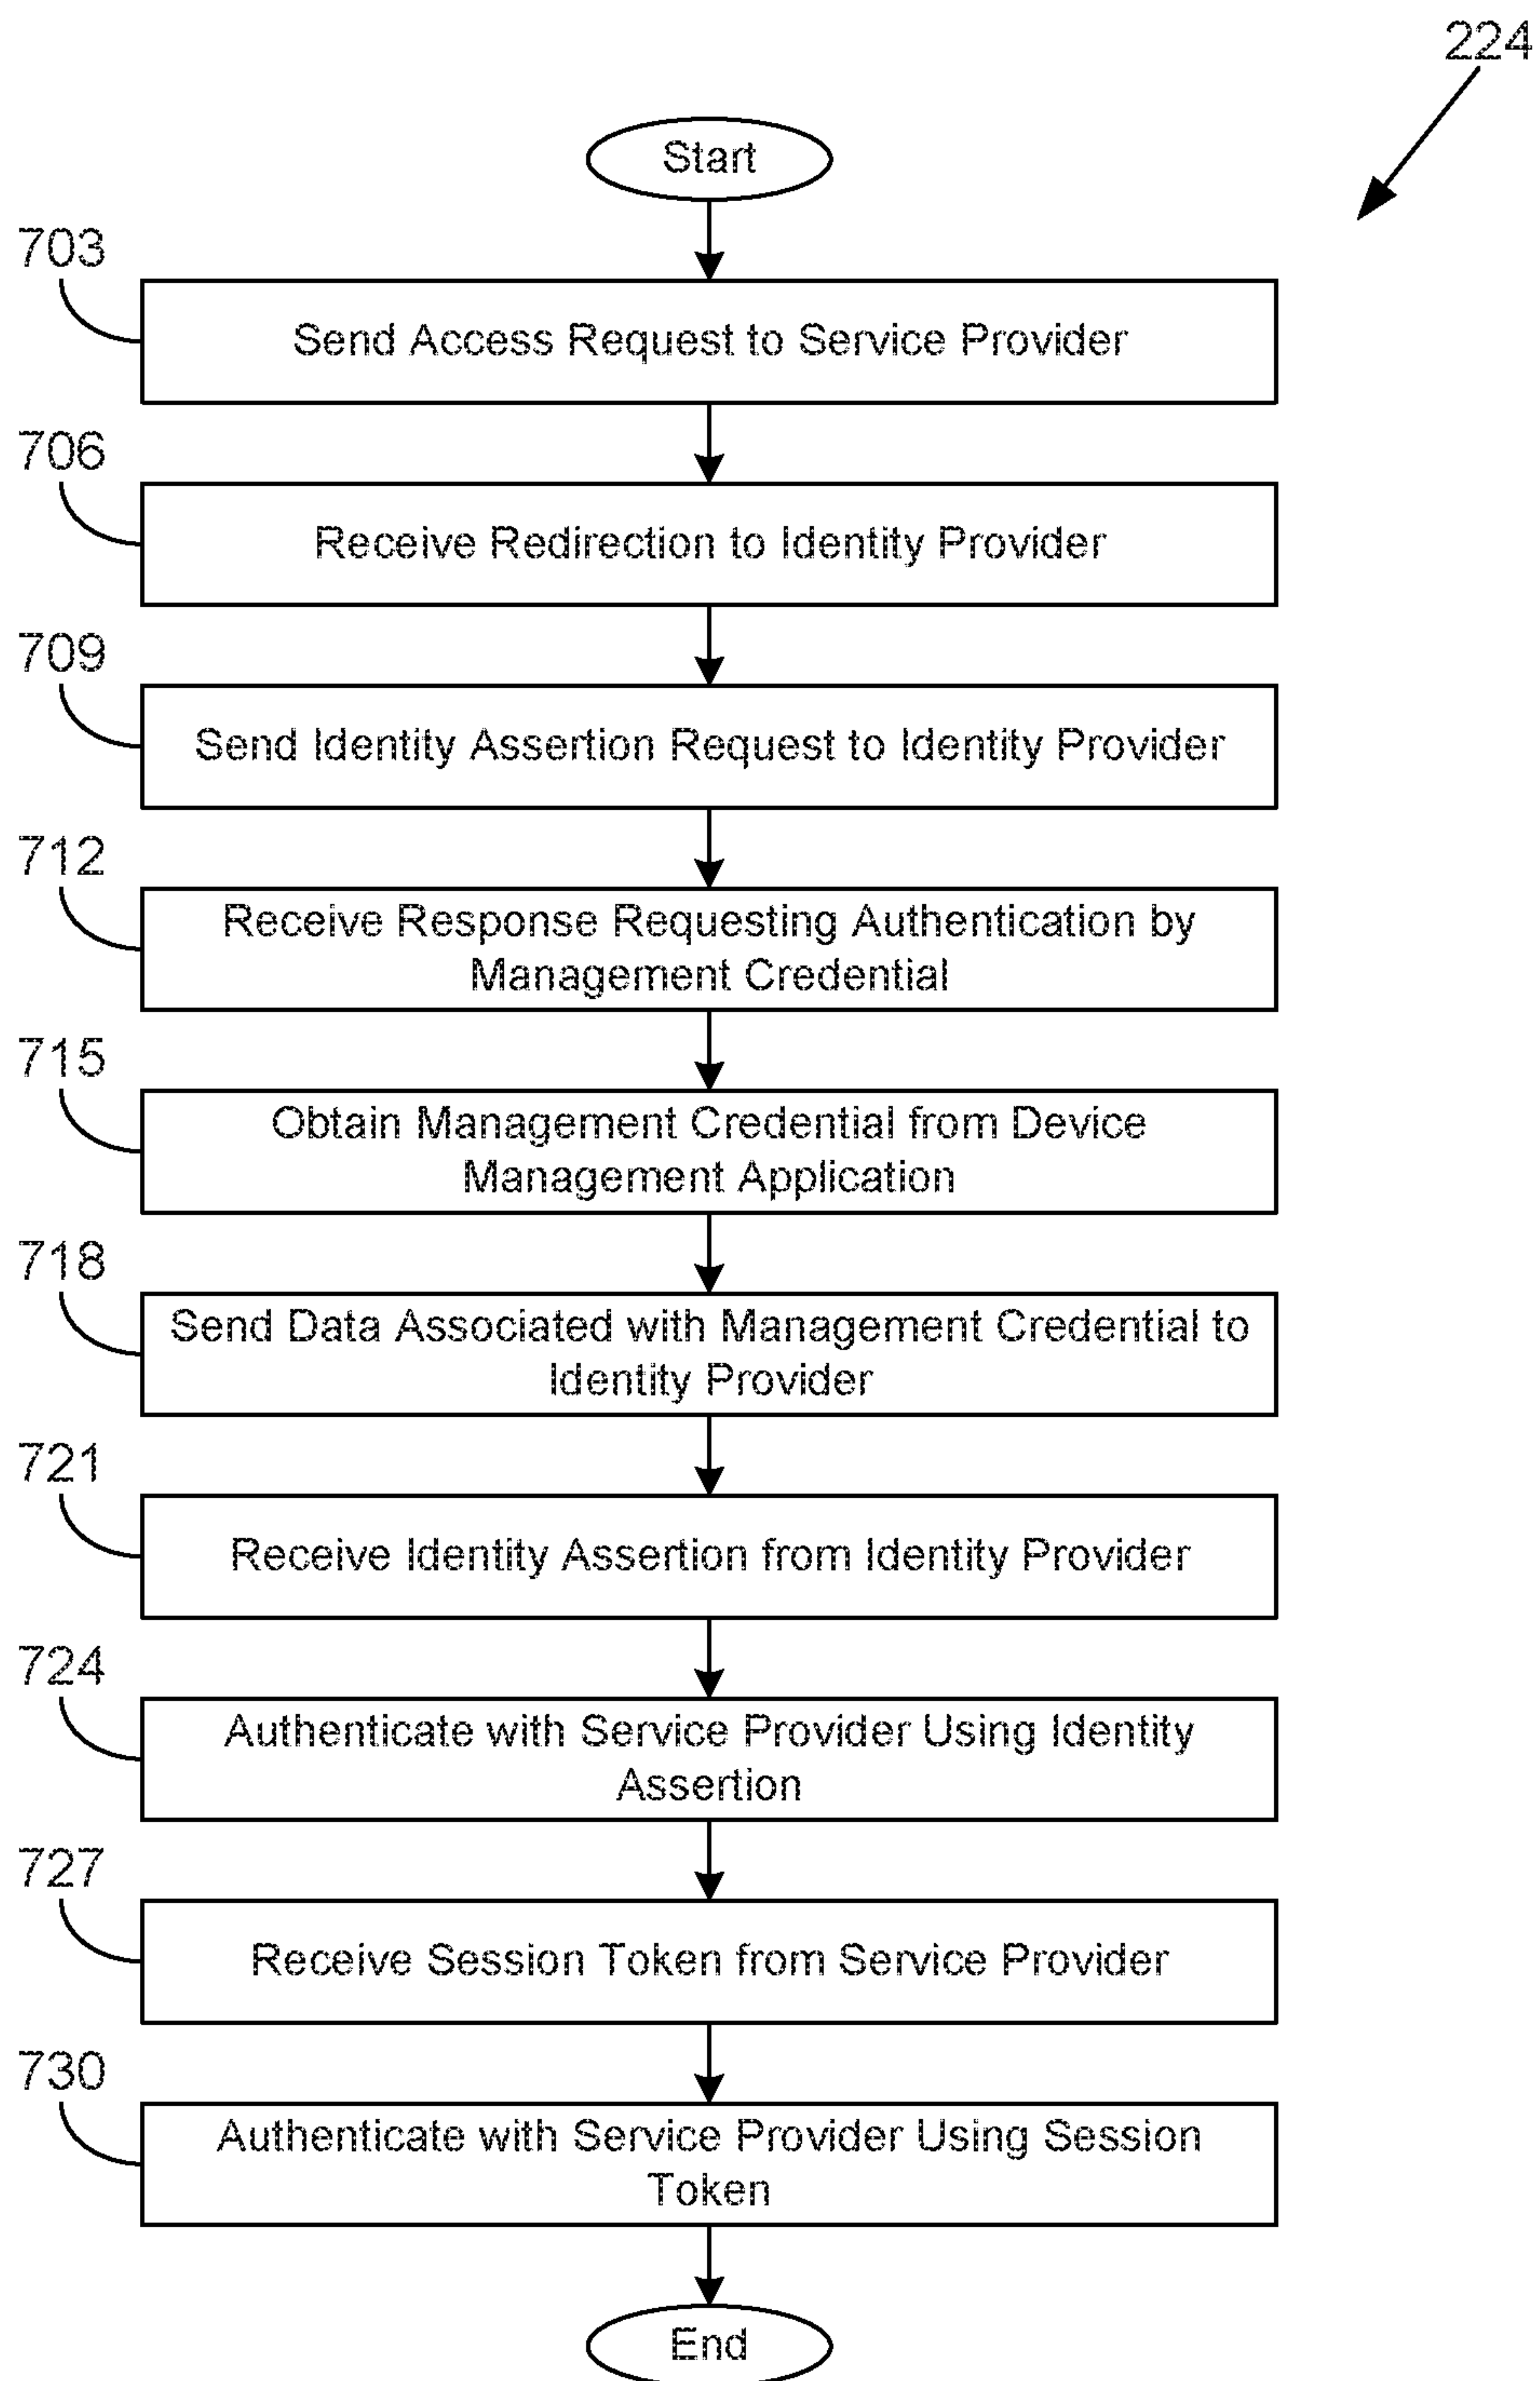 224
Start
703
Send Access Request to Service Provider
706
Receive Redirection to Identity Provider
709
Send Identity Assertion Request to Identity Provider
712
Receive Response Requesting Authentication by
Management Credential
715
Obtain Management Credential from Device
Management Application
718
Send Data Associated with Management Credential to
Identity Provider
721
Receive Identity Assertion from Identity Provider
724
Authenticate with Service Provider Using Identity
Assertion
727
Receive Session Token from Service Provider
730
Authenticate with Service Provider Using Session
Token
End